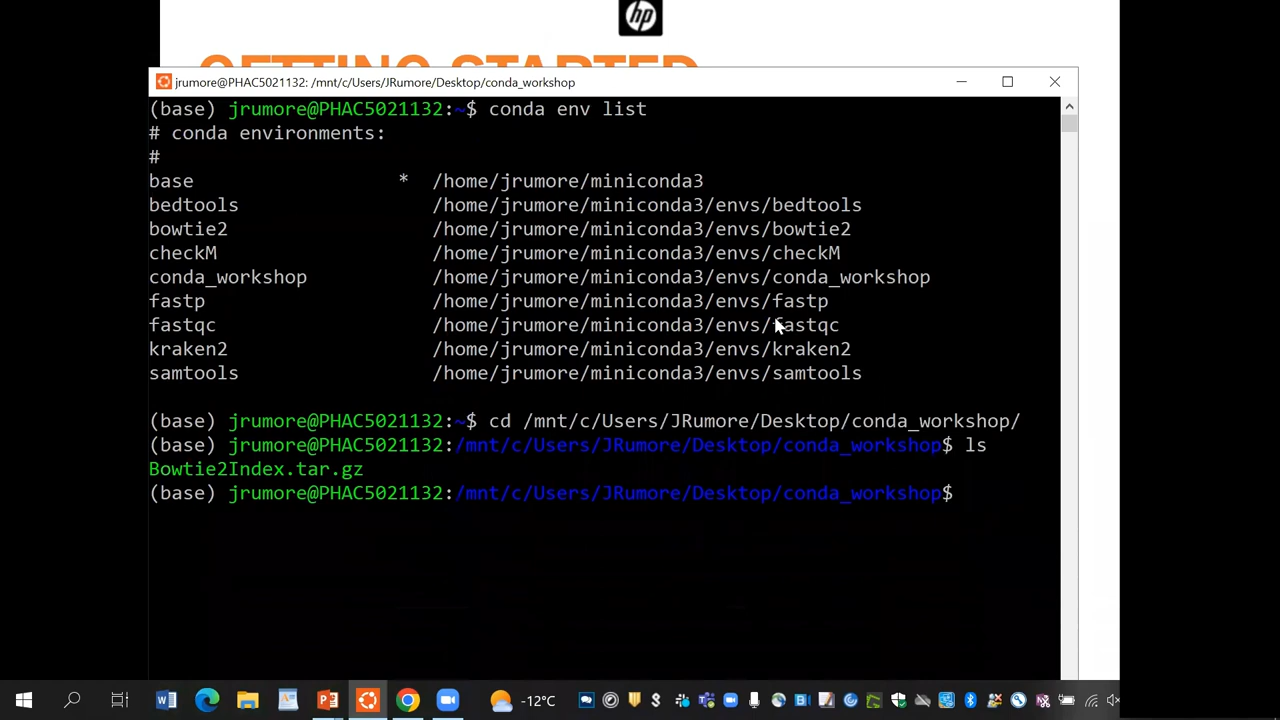 hp
GETTING STARTED
jrumore@PHAC5021132: /mnt/c/Users/JRumore/Desktop/conda_workshop
(base) jrumore@PHAC5021132:~$ conda env list
# conda environments:
#
base * /home/jrumore/miniconda3
bedtools /home/jrumore/miniconda3/envs/bedtools
bowtie2 /home/jrumore/miniconda3/envs/bowtie2
checkM /home/jrumore/miniconda3/envs/checkM
conda_workshop /home/jrumore/miniconda3/envs/conda_workshop
fastp /home/jrumore/miniconda3/envs/fastp
fastqc /home/jrumore/miniconda3/envs/fastqc
kraken2 /home/jrumore/miniconda3/envs/kraken2
samtools /home/jrumore/miniconda3/envs/samtools
(base) jrumore@PHAC5021132:~$ cd /mnt/c/Users/JRumore/Desktop/conda_workshop/
(base) jrumore@PHAC5021132:/mnt/c/Users/JRumore/Desktop/conda_workshop$ ls
Bowtie2Index.tar.gz
(base) jrumore@PHAC5021132:/mnt/c/Users/JRumore/Desktop/conda_workshop$
-12°C